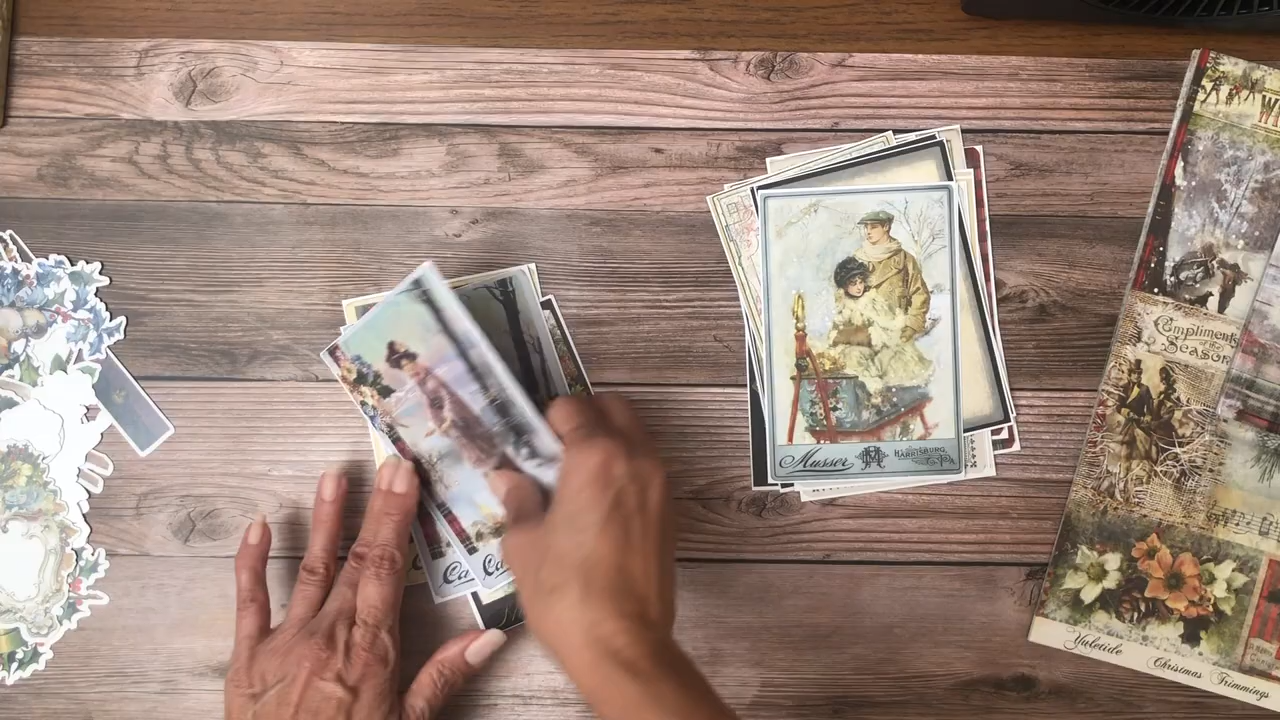 Musser
HARRISBURG,
Compliments
of the
Season
Yuletide
Christmas Trimmings